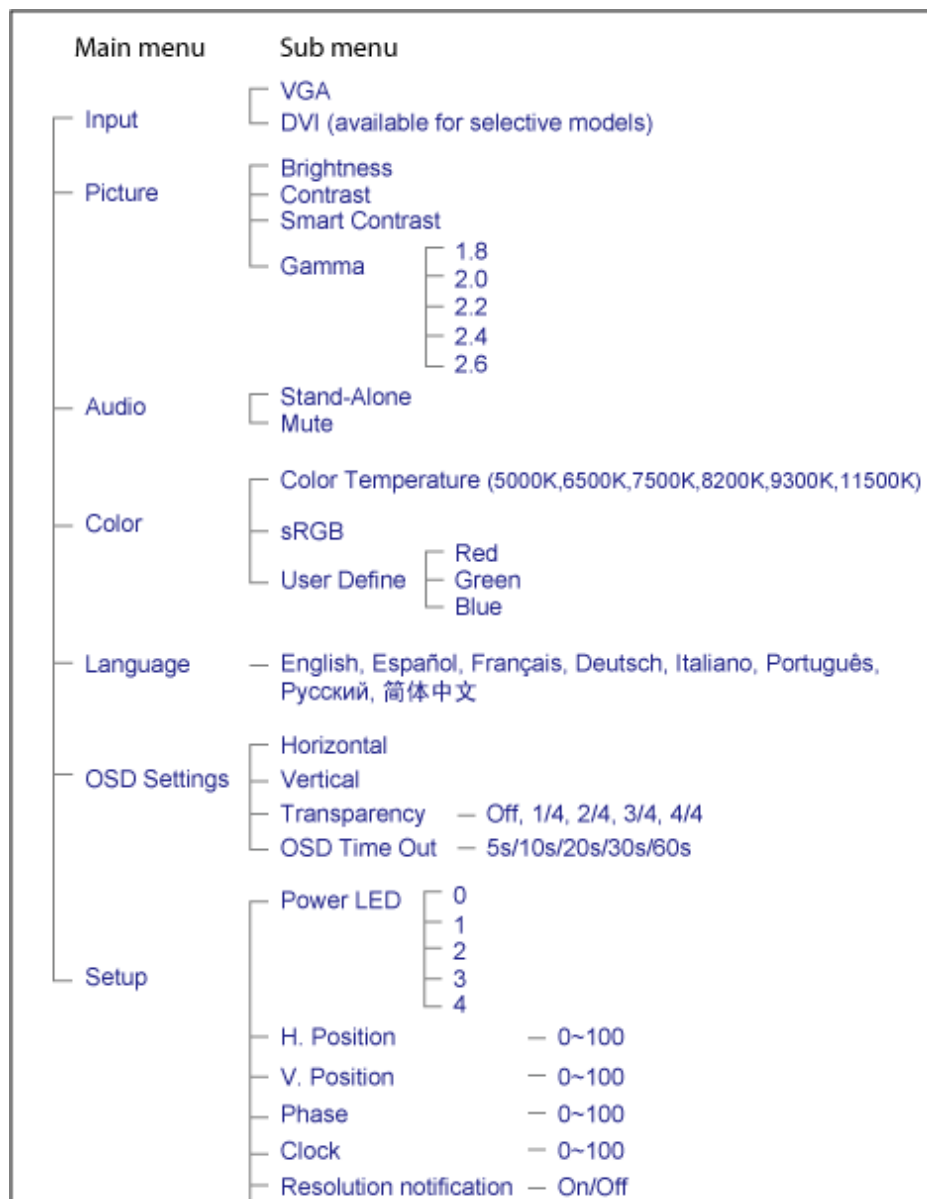 Main menu Sub menu
VGA
Input
DVI (available for selective models)
Brightness
Picture
Contrast
Smart Contrast
Gamma
1.8
2.0
2.2
2.4
2.6
Audio
Stand-Alone
Mute
Color Temperature (5000K,6500K,7500K,8200K,9300K,11500K)
Color
sRGB
User Define
Red
Green
Blue
Language
English, Español, Français, Deutsch, Italiano, Português,
Русский, 简体中文
Horizontal
OSD Settings
Vertical
Transparency Off, 1/4, 2/4, 3/4, 4/4
OSD Time Out 5s/10s/20s/30s/60s
Setup
Power LED
0
1
2
3
4
H. Position 0~100
V. Position 0~100
Phase 0~100
Clock 0~100
Resolution notification On/Off